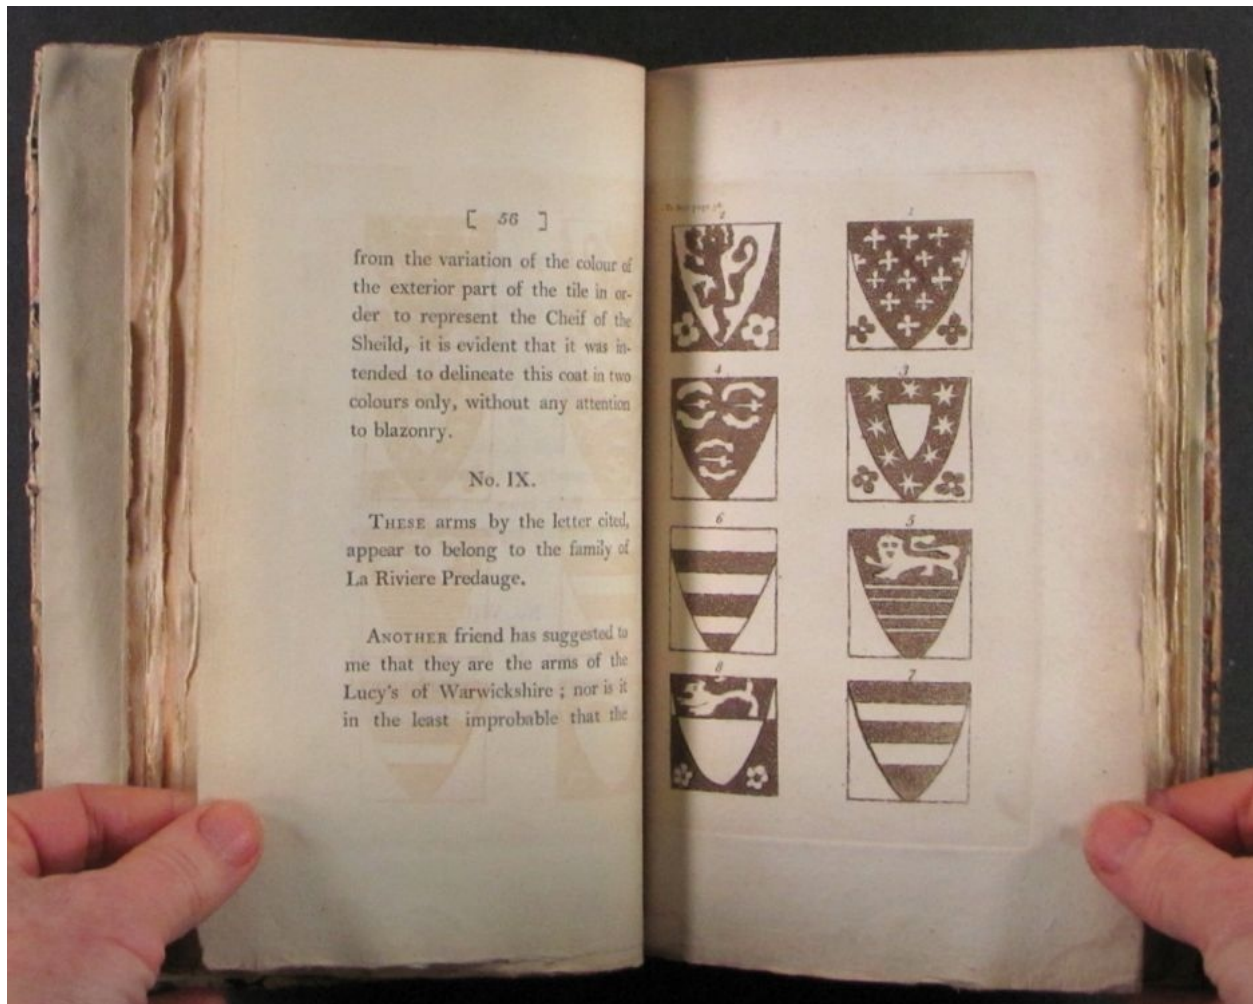 [ 56 ]
from the variation of the colour of
the exterior part of the tile in or-
der to represent the Cheif of the
Sheild, it is evident that it was in-
tended to delineate this coat in two
colours only, without any attention
to blazonry.
No. IX.
THESE arms by the letter cited,
appear to belong to the family of
La Riviere Predauge.
ANOTHER friend has suggested to
me that they are the arms of the
Lucy's of Warwickshire ; nor is it
in the least improbable that the
2 1
4 3
6 5
8 7